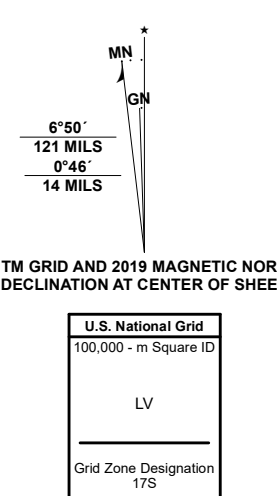 ★
MN
GN
6°50´
121 MILS
0°46´
14 MILS
TM GRID AND 2019 MAGNETIC NOR
DECLINATION AT CENTER OF SHEE
U.S. National Grid
100,000 - m Square ID
LV
Grid Zone Designation
17S